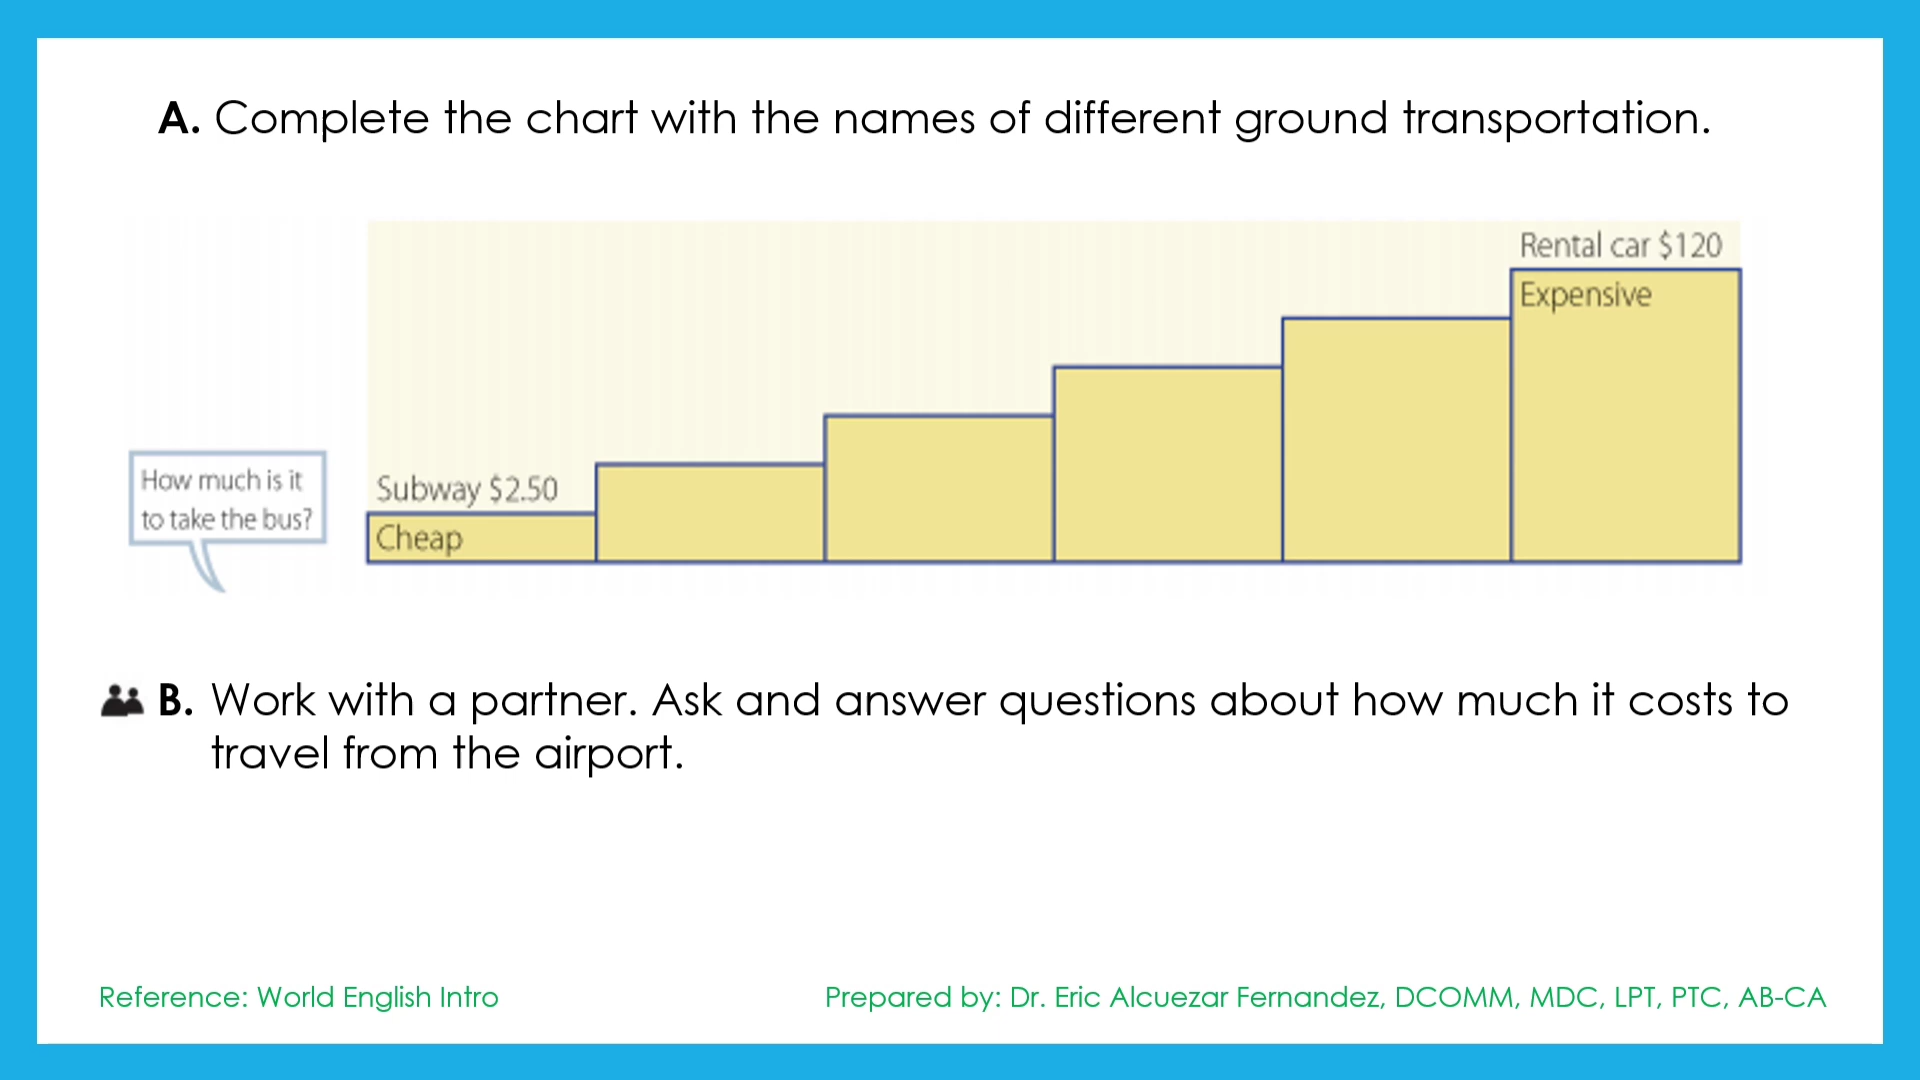 A. Complete the chart with the names of different ground transportation.
Rental car $120
Expensive
How much is it
to take the bus?
Subway $2.50
Cheap
B. Work with a partner. Ask and answer questions about how much it costs to
travel from the airport.
Reference: World English Intro
Prepared by: Dr. Eric Alcuezar Fernandez, DCOMM, MDC, LPT, PTC, AB-CA